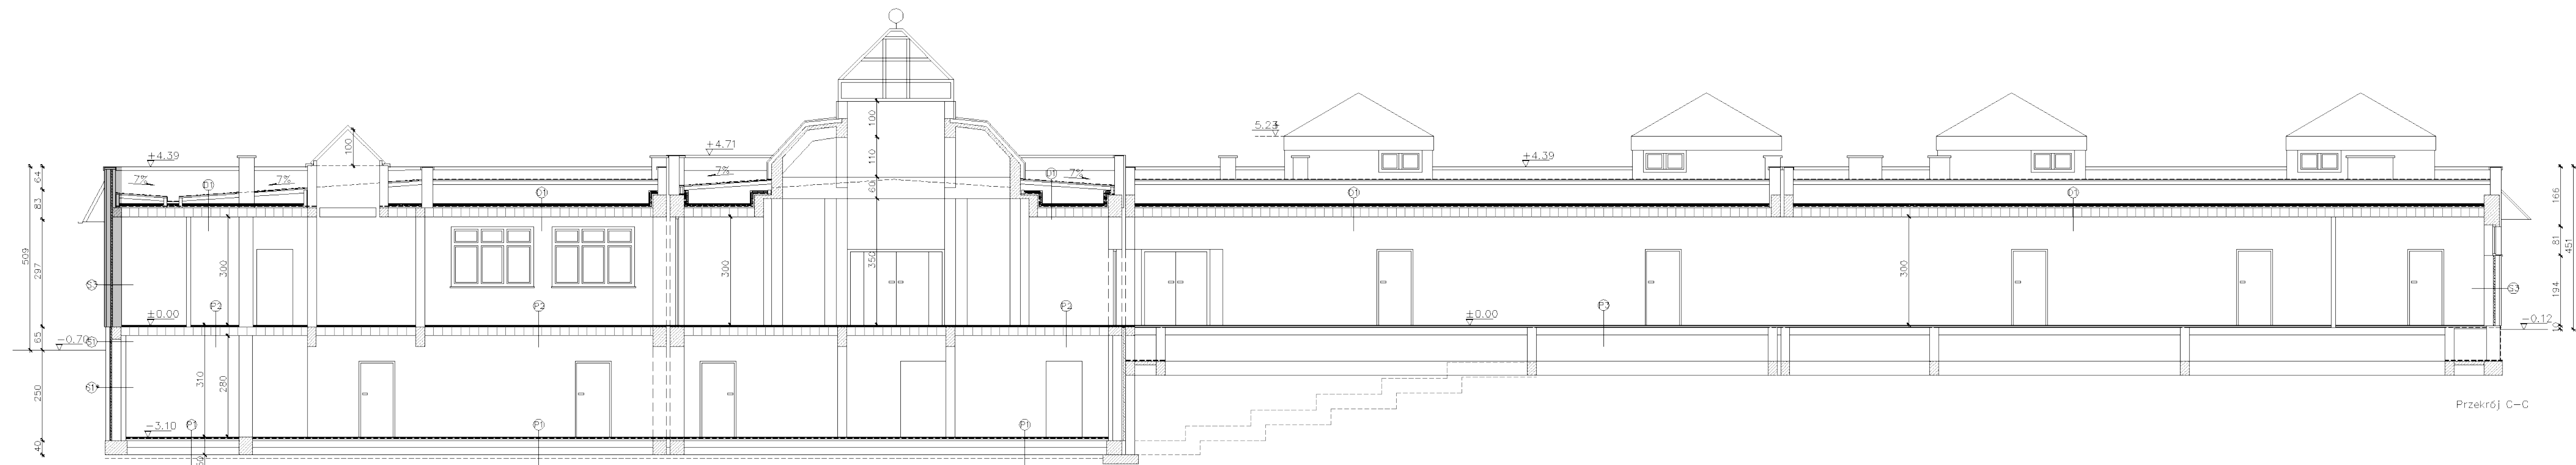 100
5.23
+4.39
100
+4.71
110
+4.39
64
7%
D1
7%
7%
D1
7%
60
83
D1
D1
D1
166
509
297
300
300
350
300
81
451
S3
P2
P2
P2
P3
194
S3
±0.00
±0.00
-0.12
65
-0.70
S1
310
280
250
S1
-3.10
P1
P1
P1
40
Przekrój C-C